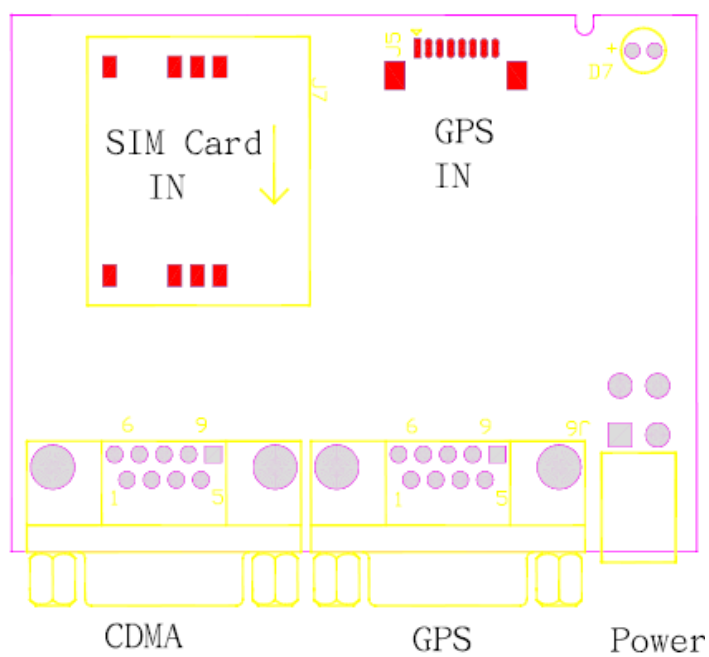 J5
+
D7
J7
SIM Card
IN
GPS
IN
6 9
1 5
6 9
1 5
J6
CDMA
GPS
Power